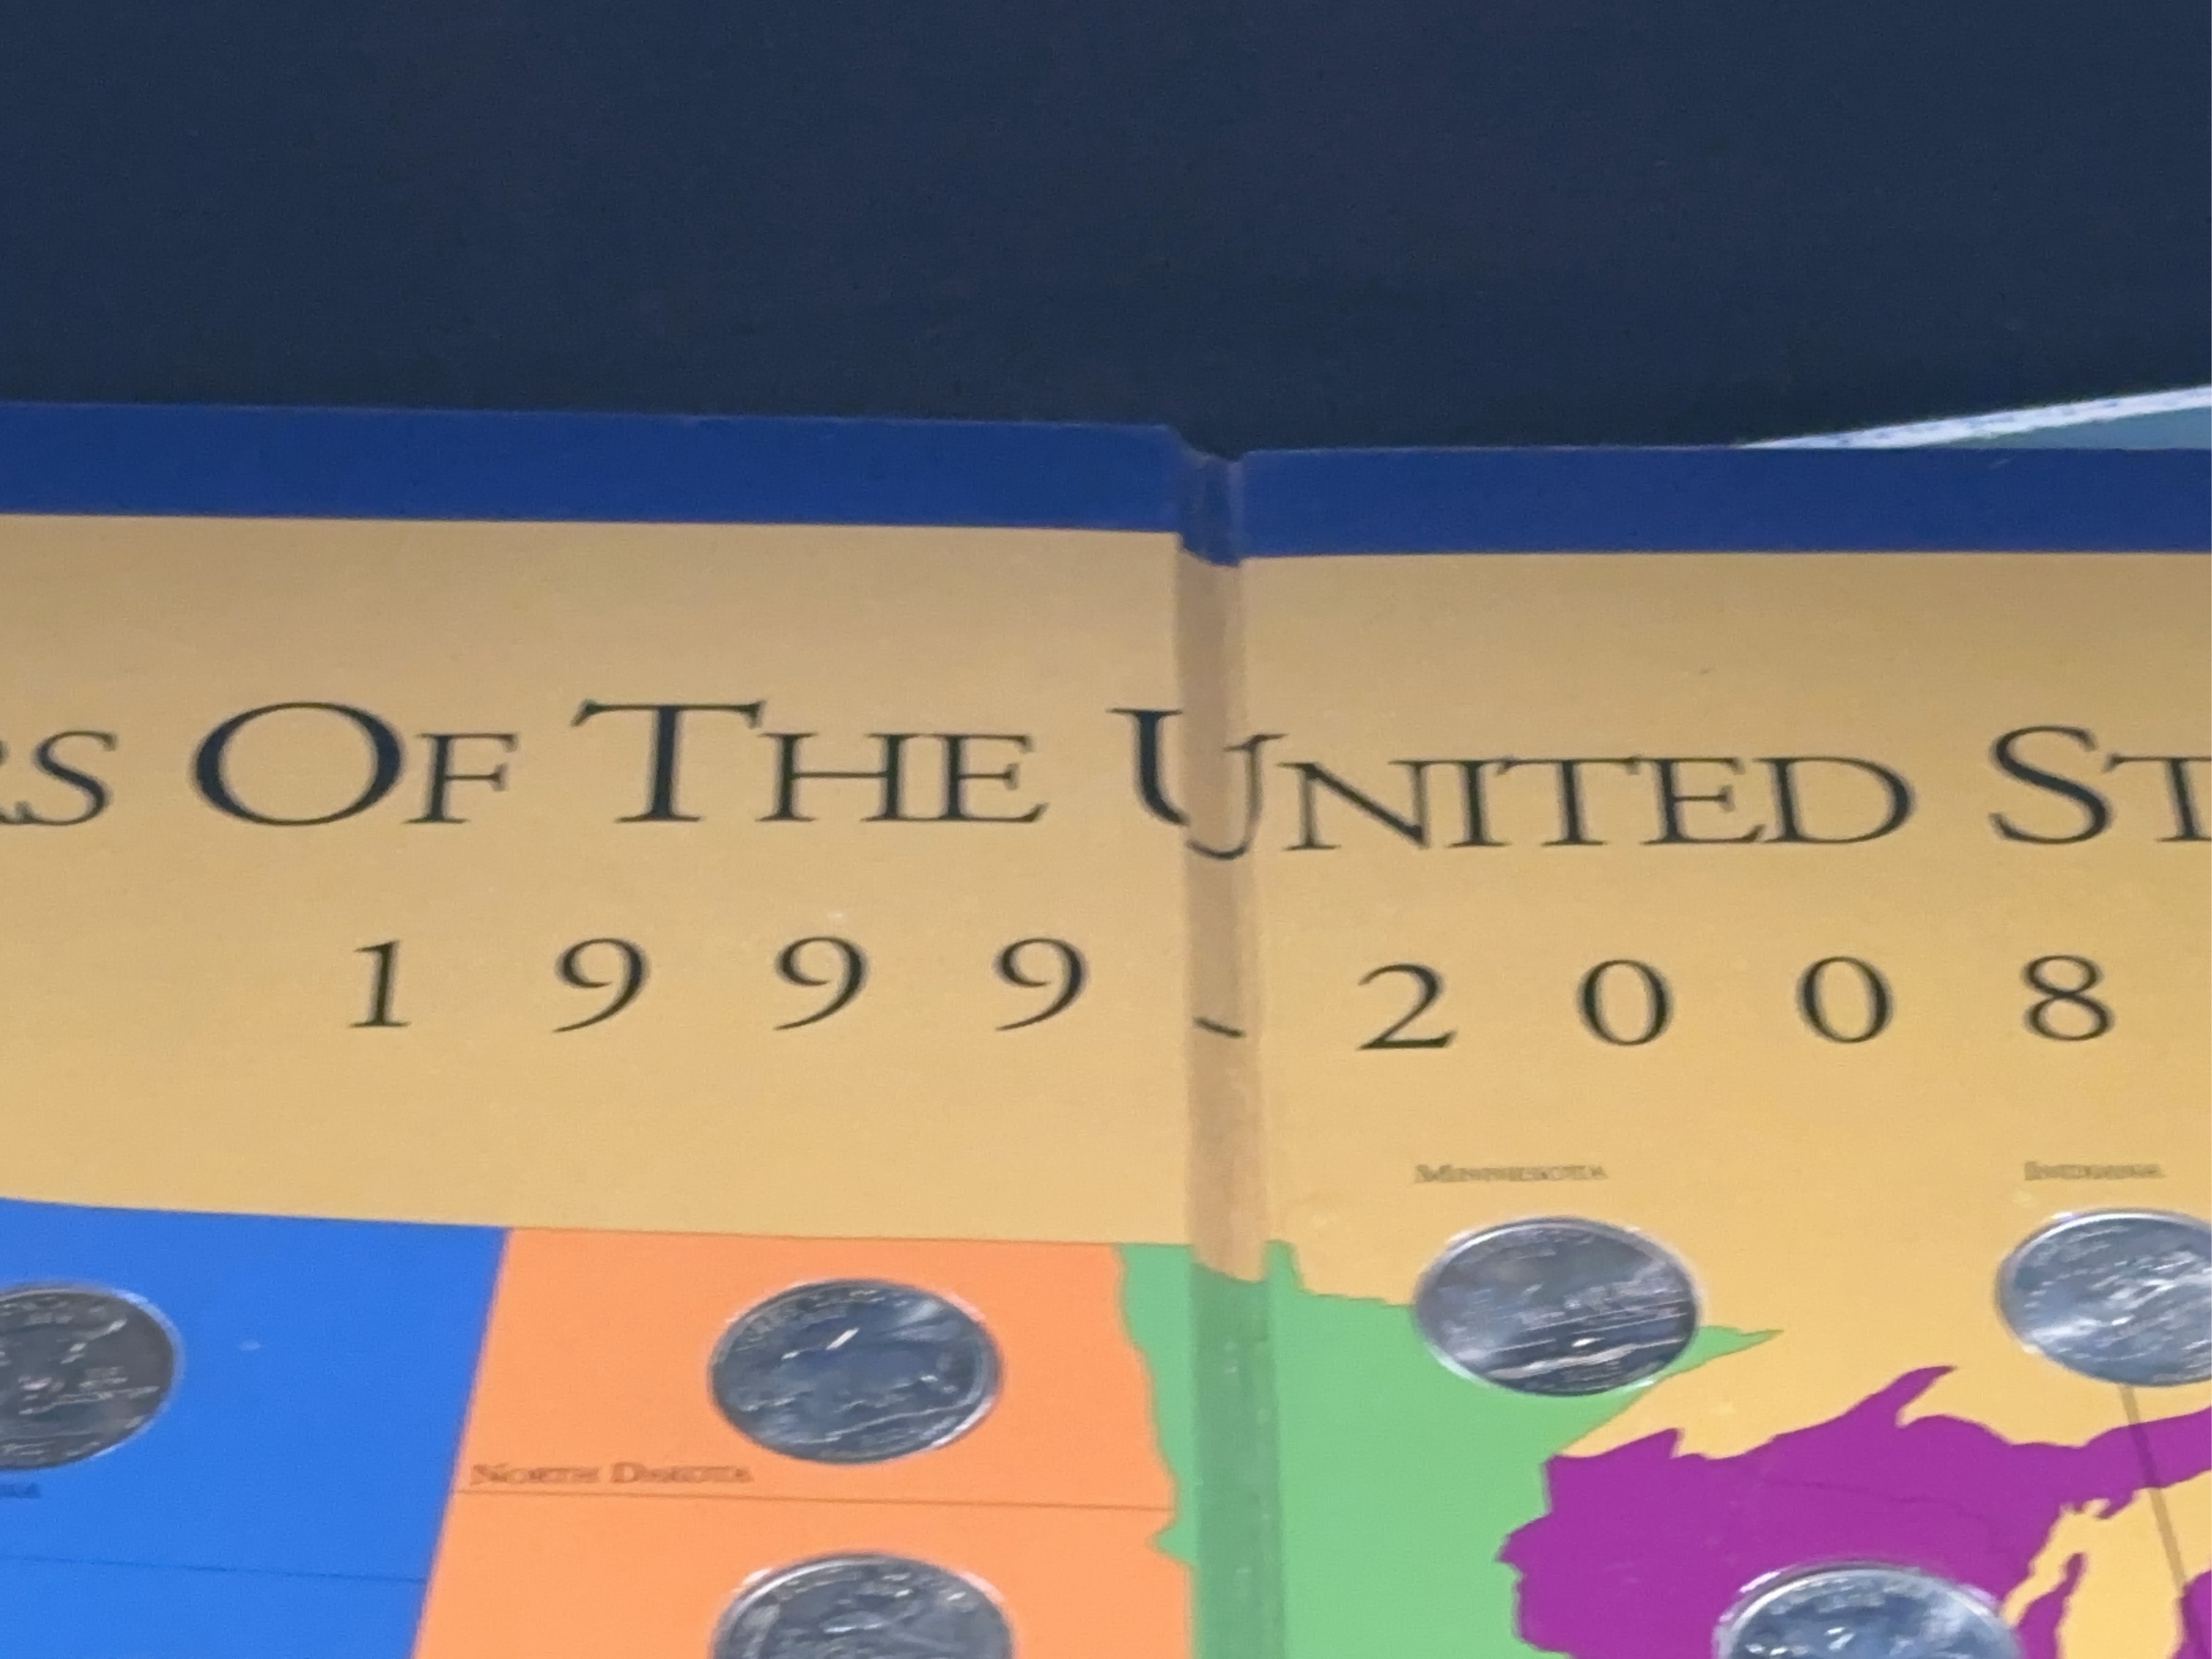 RS OF THE UNITED ST
1999-2008
MINNESOTA
INDIANA
NORTH DAKOTA